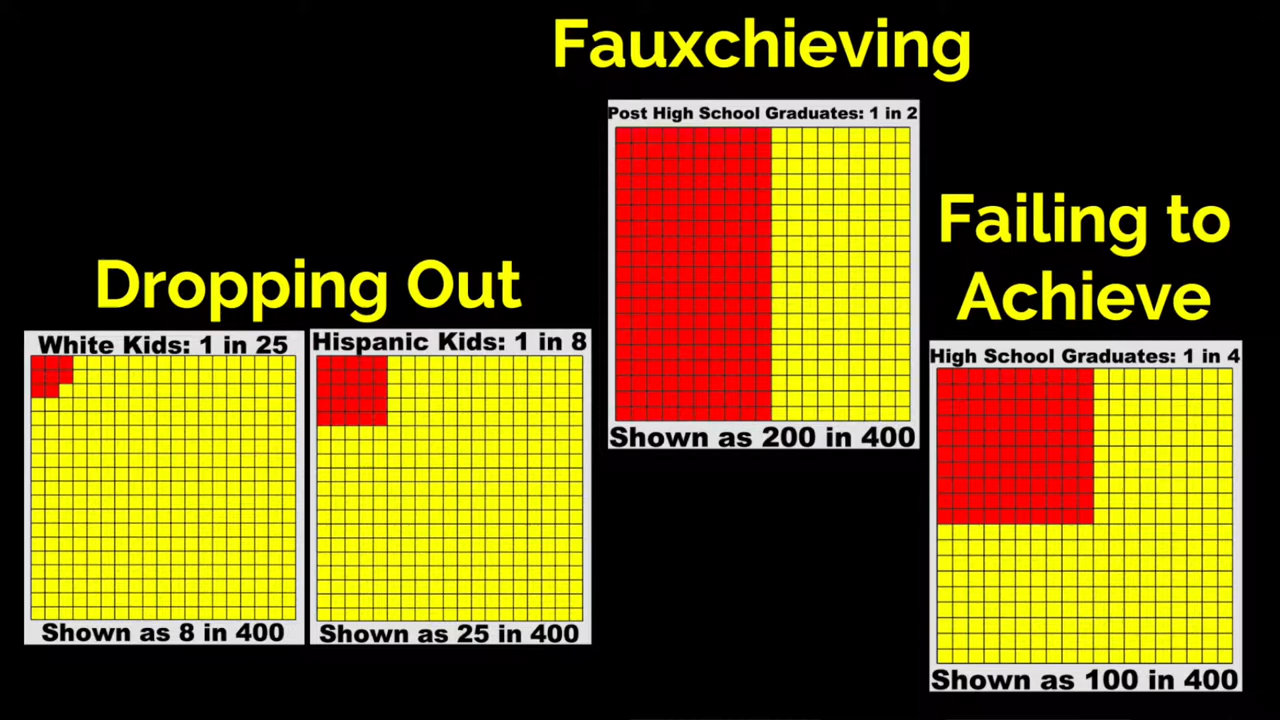 Fauxchieving
Post High School Graduates: 1 in 2
Shown as 200 in 400
Failing to
Achieve
High School Graduates: 1 in 4
Shown as 100 in 400
Dropping Out
White Kids: 1 in 25
Shown as 8 in 400
Hispanic Kids: 1 in 8
Shown as 25 in 400